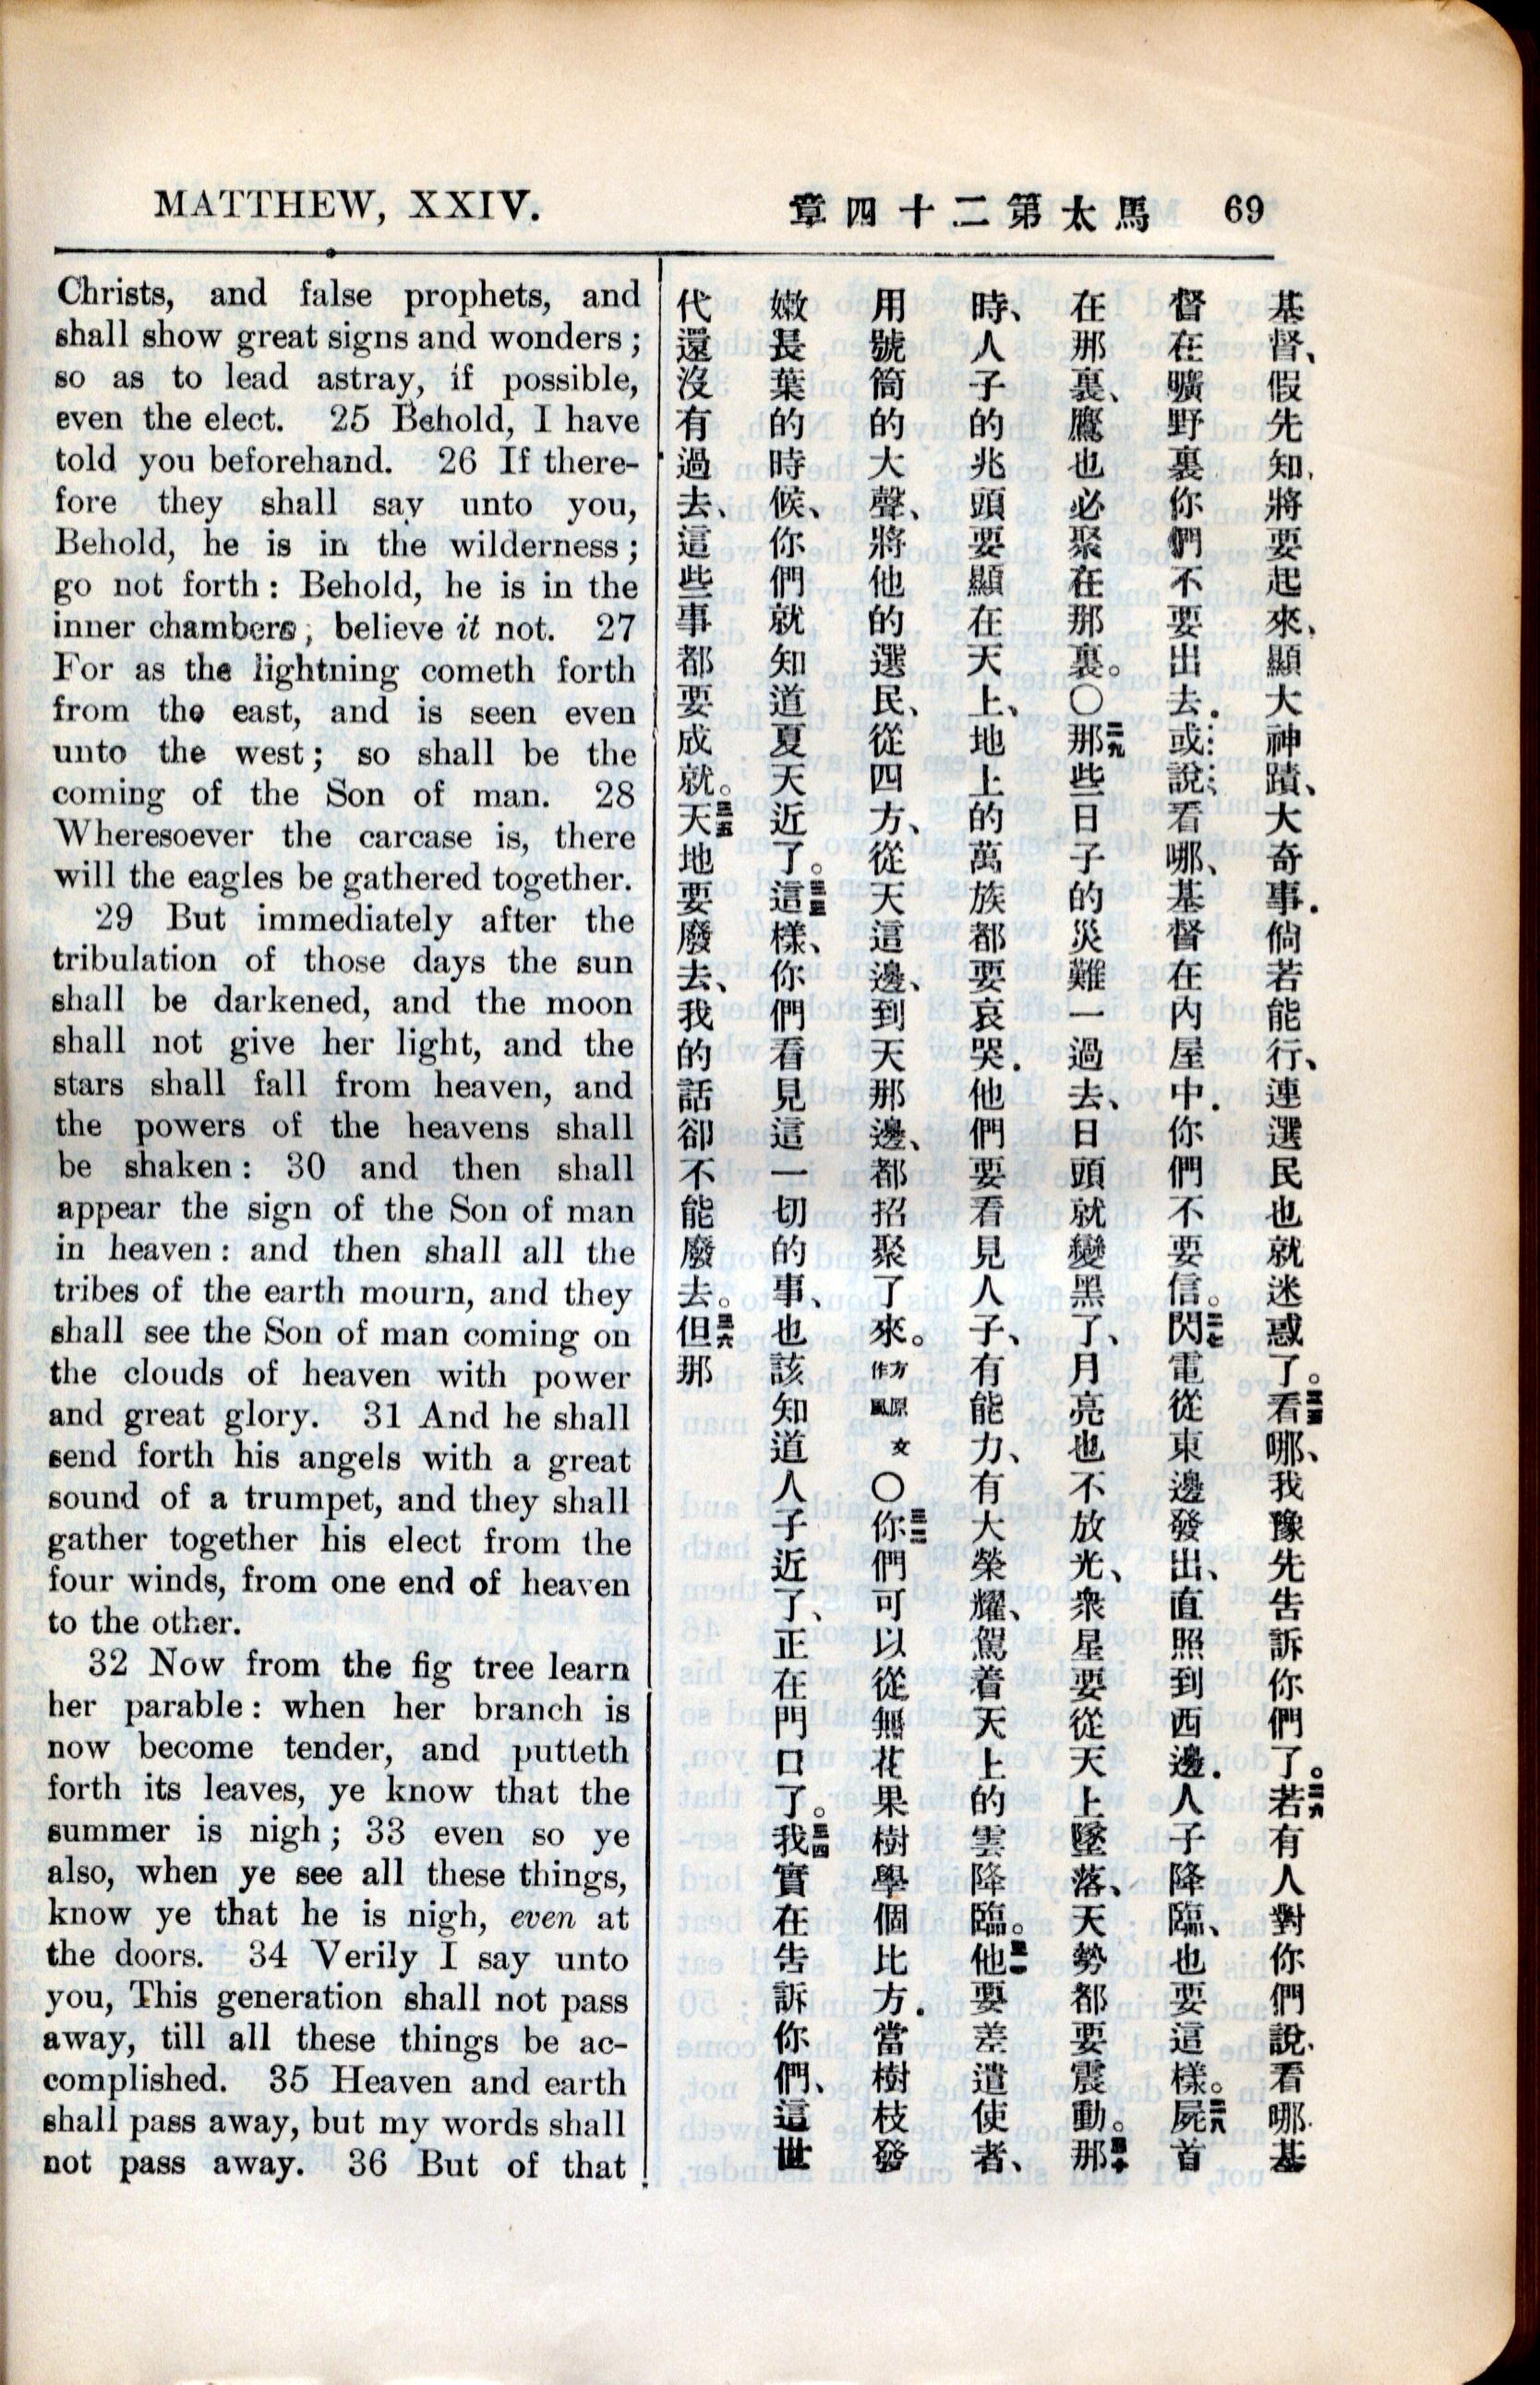 MATTHEW, XXIV.
章四十二第太馬 69
Christs, and false prophets, and
shall show great signs and wonders;
so as to lead astray, if possible,
even the elect. 25 Behold, I have
told you beforehand. 26 If there-
fore they shall say unto you,
Behold, he is in the wilderness;
go not forth: Behold, he is in the
inner chambers; believe it not. 27
For as the lightning cometh forth
from the east, and is seen even
unto the west; so shall be the
coming of the Son of man. 28
Wheresoever the carcase is, there
will the eagles be gathered together.
29 But immediately after the
tribulation of those days the sun
shall be darkened, and the moon
shall not give her light, and the
stars shall fall from heaven, and
the powers of the heavens shall
be shaken: 30 and then shall
appear the sign of the Son of man
in heaven: and then shall all the
tribes of the earth mourn, and they
shall see the Son of man coming on
the clouds of heaven with power
and great glory. 31 And he shall
send forth his angels with a great
sound of a trumpet, and they shall
gather together his elect from the
four winds, from one end of heaven
to the other.
32 Now from the fig tree learn
her parable: when her branch is
now become tender, and putteth
forth its leaves, ye know that the
summer is nigh; 33 even so ye
also, when ye see all these things,
know ye that he is nigh, even at
the doors. 34 Verily I say unto
you, This generation shall not pass
away, till all these things be ac-
complished. 35 Heaven and earth
shall pass away, but my words shall
not pass away. 36 But of that
基督、假先知、將要起來、顯大神蹟、大奇事．倘若能行、連選民也就迷惑了。二五看哪、我豫先告訴你們了。二六若有人對你們說、看哪、基
督在曠野裏、你們不要出去．或說、看哪、基督在內屋中．你們不要信。二七閃電從東邊發出、直照到西邊．人子降臨、也要這樣。二八屍首
在那裏、鷹也必聚在那裏。〇二九那些日子的災難一過去、日頭就變黑了、月亮也不放光、衆星要從天上墜落、天勢都要震動。三十那
時、人子的兆頭要顯在天上、地上的萬族都要哀哭．他們要看見人子、有能力、有大榮耀、駕着天上的雲降臨。三一他要差遣使者、
用號筒的大聲、將他的選民、從四方、從天這邊、到天那邊、都招聚了來。方原文作風〇三二你們可以從無花果樹學個比方．當樹枝發
嫩長葉的時候、你們就知道夏天近了。三三這樣、你們看見這一切的事、也該知道人子近了、正在門口了。三四我實在告訴你們、這世
代還沒有過去、這些事都要成就。三五天地要廢去、我的話卻不能廢去。三六但那